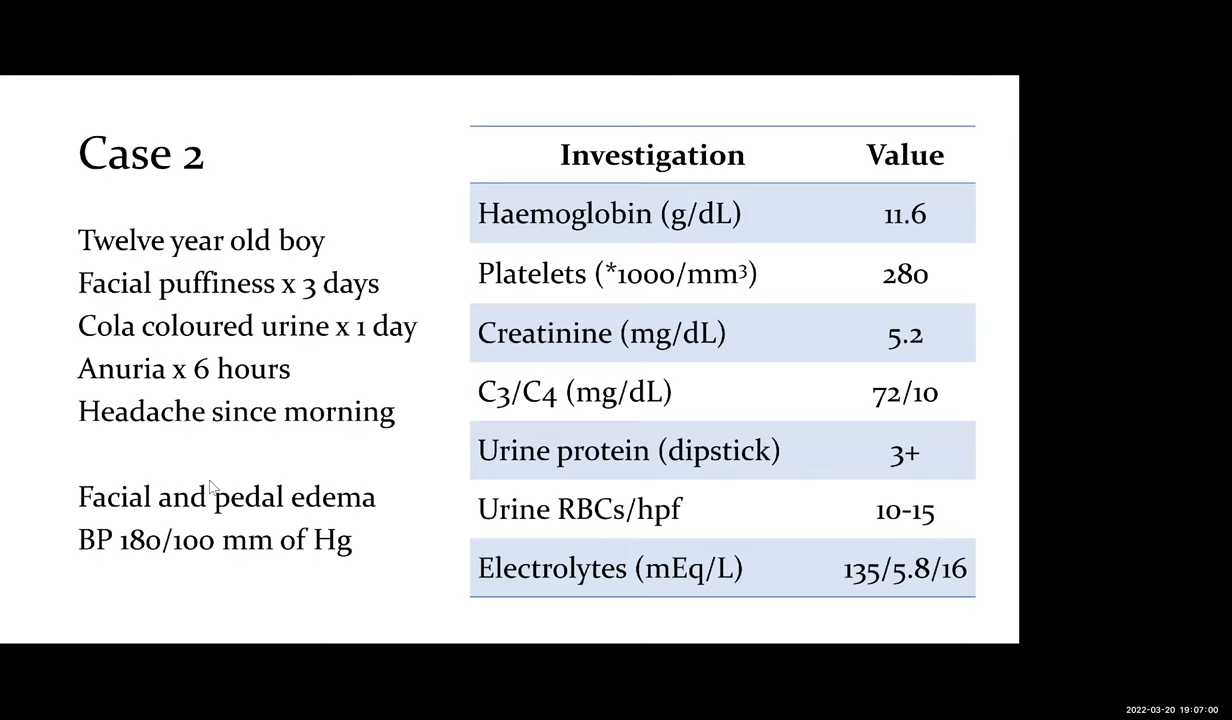 Case 2
Twelve year old boy
Facial puffiness x 3 days
Cola coloured urine x 1 day
Anuria x 6 hours
Headache since morning
Facial and pedal edema
BP 180/100 mm of Hg
Investigation Value
Haemoglobin (g/dL) 11.6
Platelets (*1000/mm³) 280
Creatinine (mg/dL) 5.2
C3/C4 (mg/dL) 72/10
Urine protein (dipstick) 3+
Urine RBCs/hpf 10-15
Electrolytes (mEq/L) 135/5.8/16
2022-03-20 19:07:00